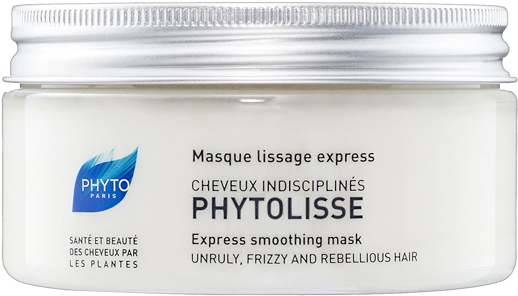 PHYTO
PARIS
SANTÉ ET BEAUTÉ
DES CHEVEUX PAR
LES PLANTES
Masque lissage express
CHEVEUX INDISCIPLINÉS
PHYTOLISSE
Express smoothing mask
UNRULY, FRIZZY AND REBELLIOUS HAIR